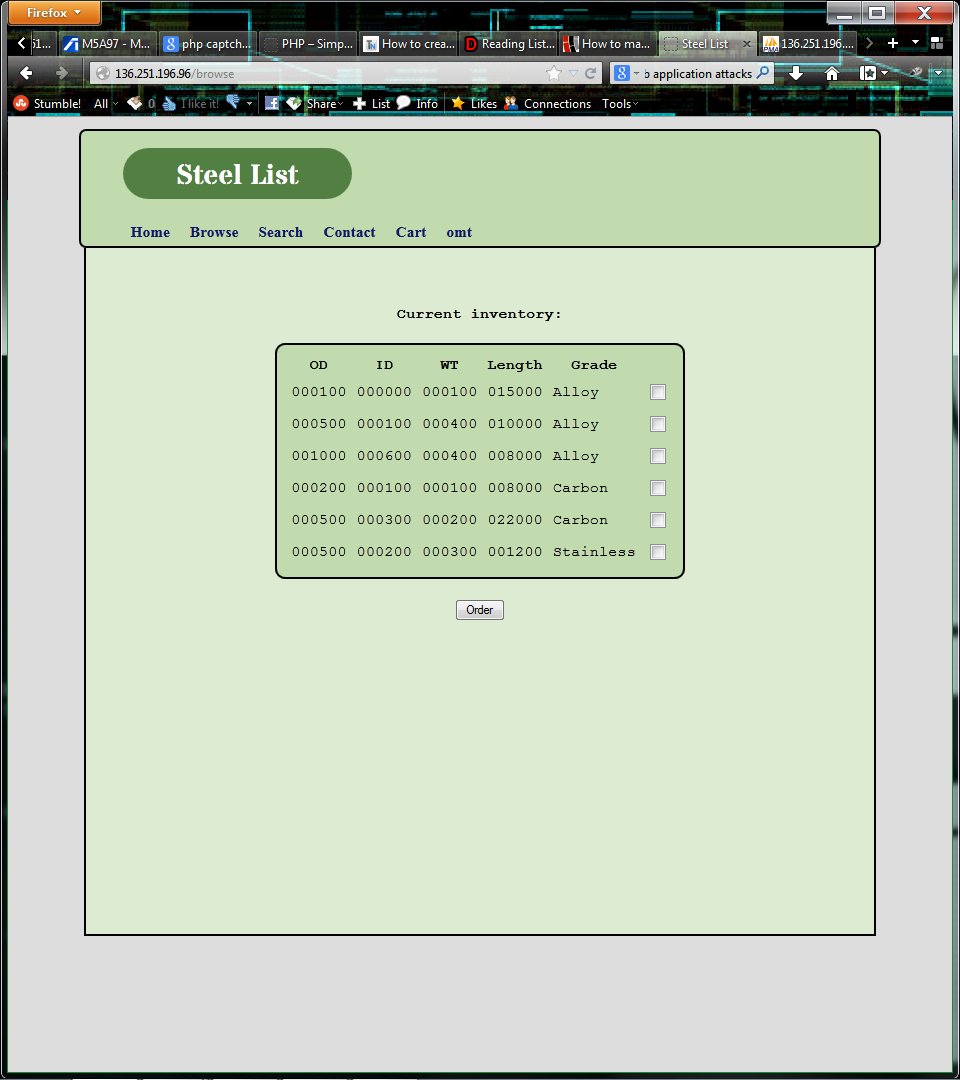 Firefox
51... M5A97 - M... php captch... PHP – Simp... How to crea... Reading List... How to ma... Steel List 136.251.196....
136.251.196.96/browse b application attacks
Stumble! All 0 I like it! Share List Info Likes Connections Tools
Steel List
Home Browse Search Contact Cart omt
Current inventory:
OD ID WT Length Grade
000100 000000 000100 015000 Alloy
000500 000100 000400 010000 Alloy
001000 000600 000400 008000 Alloy
000200 000100 000100 008000 Carbon
000500 000300 000200 022000 Carbon
000500 000200 000300 001200 Stainless
Order